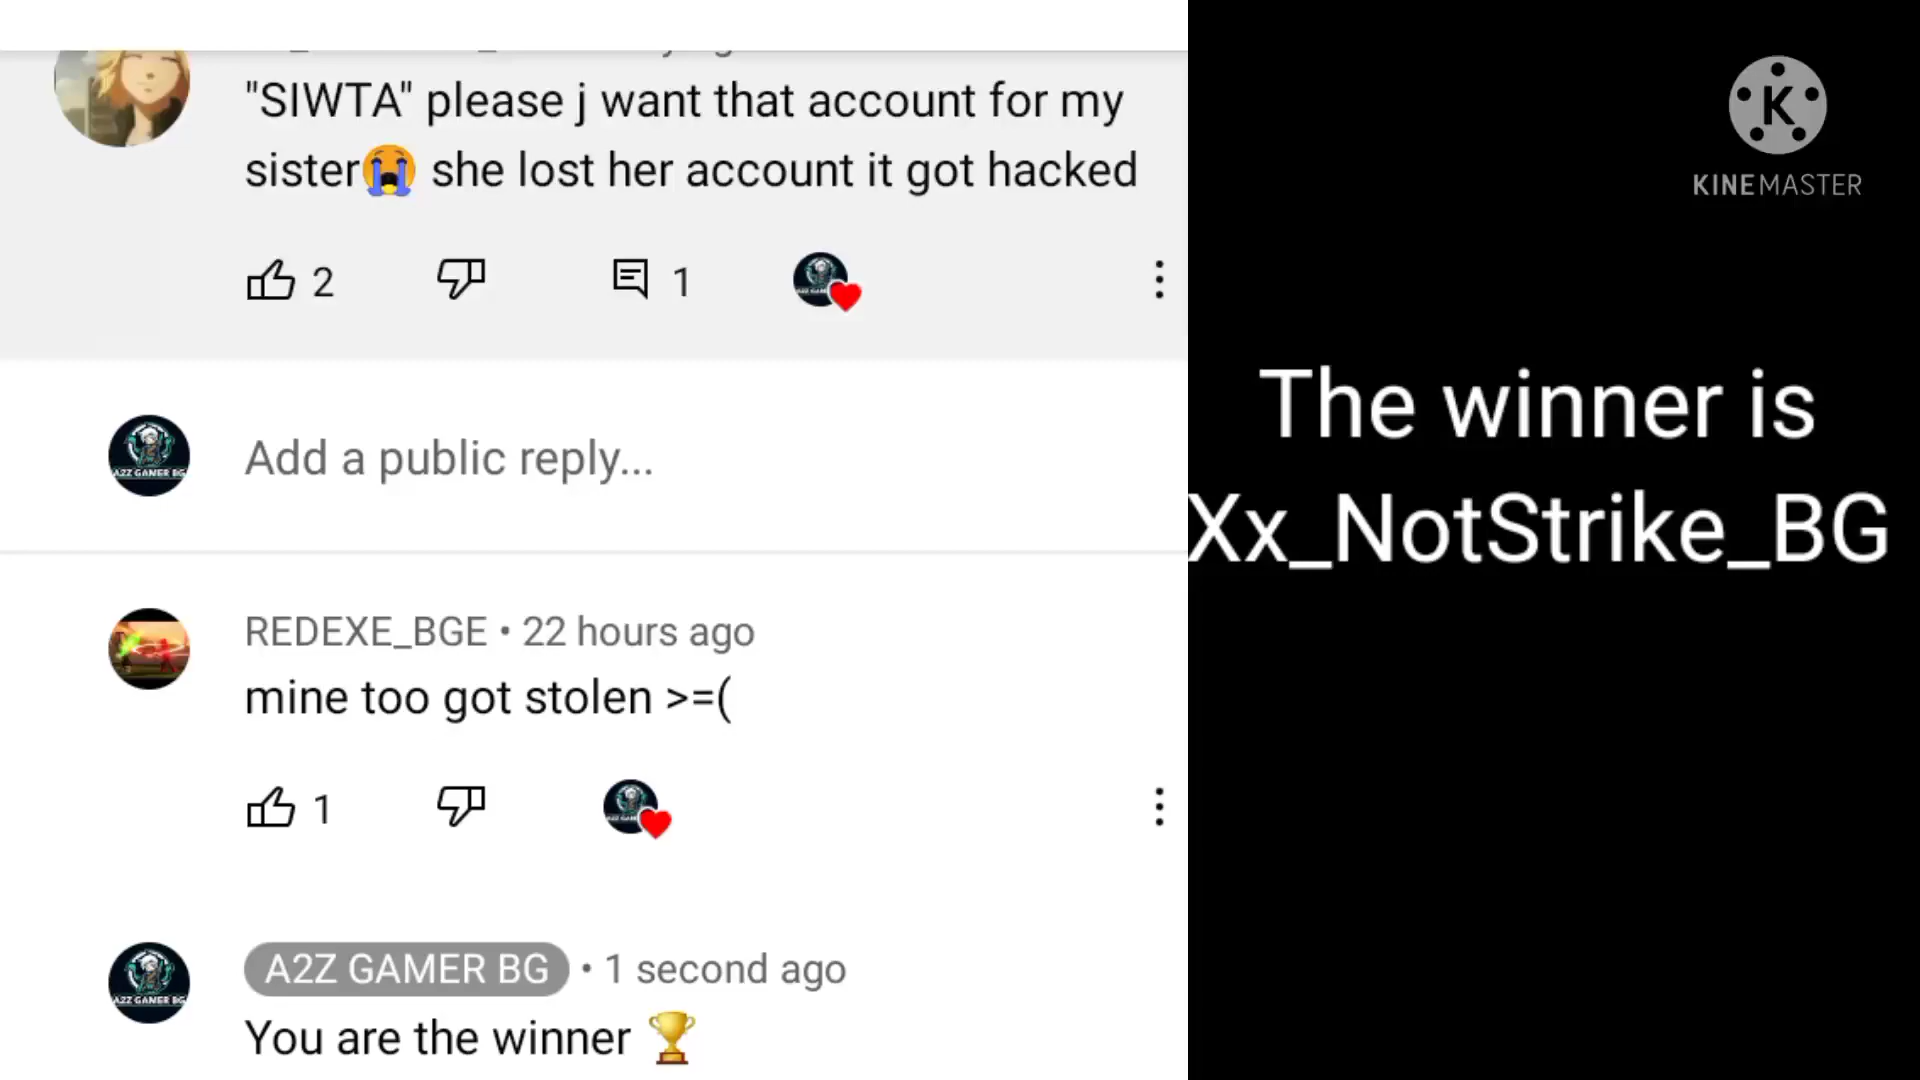 "SIWTA" please j want that account for my
sister😭 she lost her account it got hacked
2
1
Add a public reply...
REDEXE_BGE • 22 hours ago
mine too got stolen >=(
1
A2Z GAMER BG • 1 second ago
You are the winner 🏆
K
KINEMASTER
The winner is
Xx_NotStrike_BG